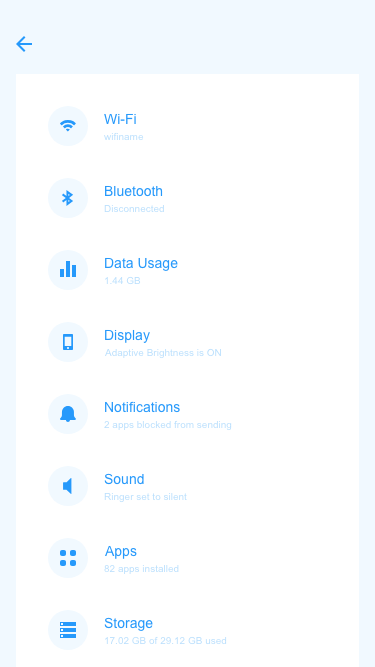 Wi-Fi
wifiname
Bluetooth
Disconnected
Data Usage
1.44 GB
Display
Adaptive Brightness is ON
Notifications
2 apps blocked from sending
Sound
Ringer set to silent
Apps
82 apps installed
Storage
17.02 GB of 29.12 GB used